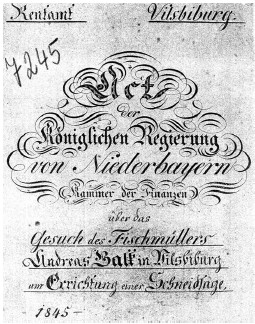 Rentamt Vilsbiburg.
7245
Act
der
Königlichen Regierung
von Niederbayern
(Kammer der Finanzen)
über das
Gesuch des Fischmüllers
Andreas Balk in Vilsbiburg
um Errichtung einer Schneidsäge.
1845 –